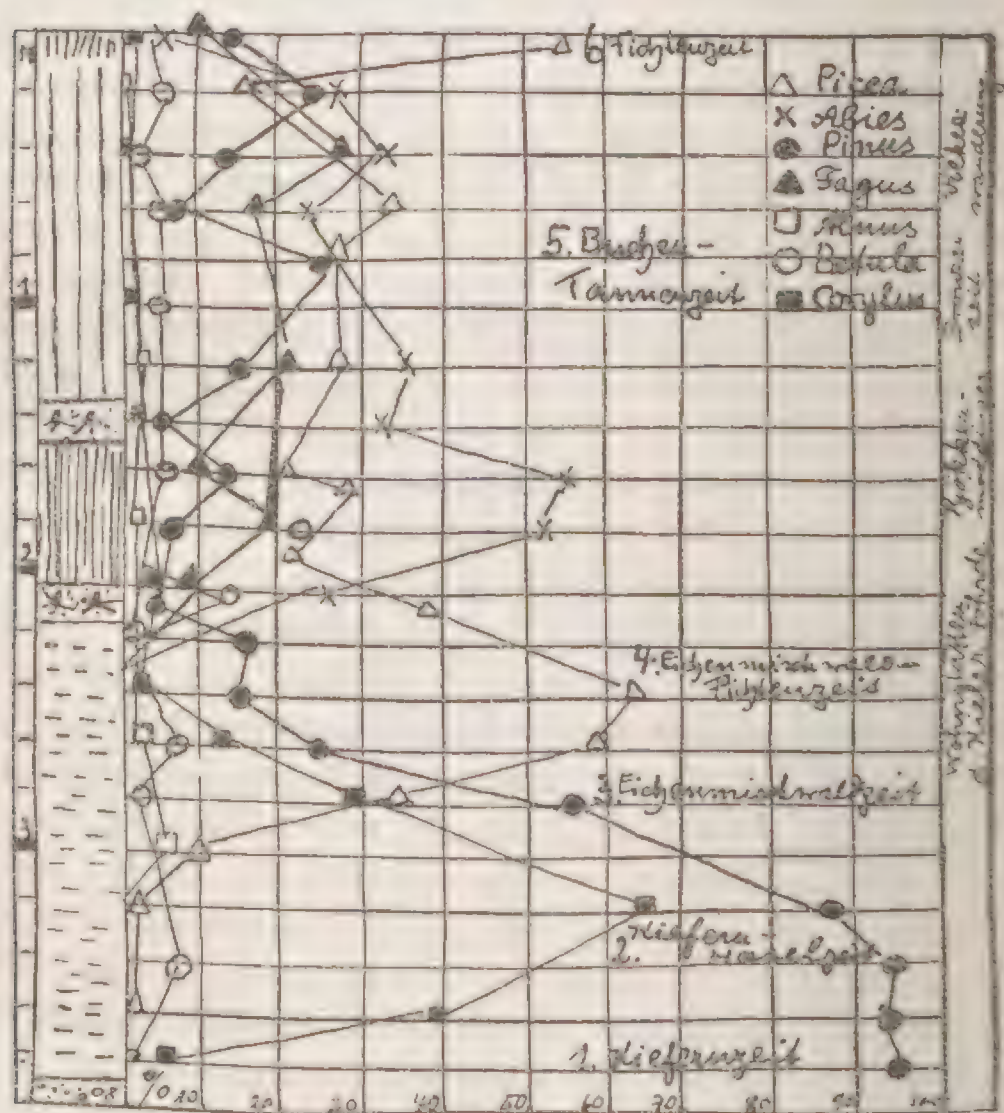 6 Fichtenzeit
Picea
Abies
Pinus
Fagus
Alnus
Betula
Corylus
5. Buchen-
Tannenzeit
4. Eichenmischwald-
Fichtenzeit
3. Eichenmischwaldzeit
2. Kiefern-
Haselzeit
1. Kiefernzeit
1
2
3
% 10 20 30 40 50 60 70 80 90
zeit